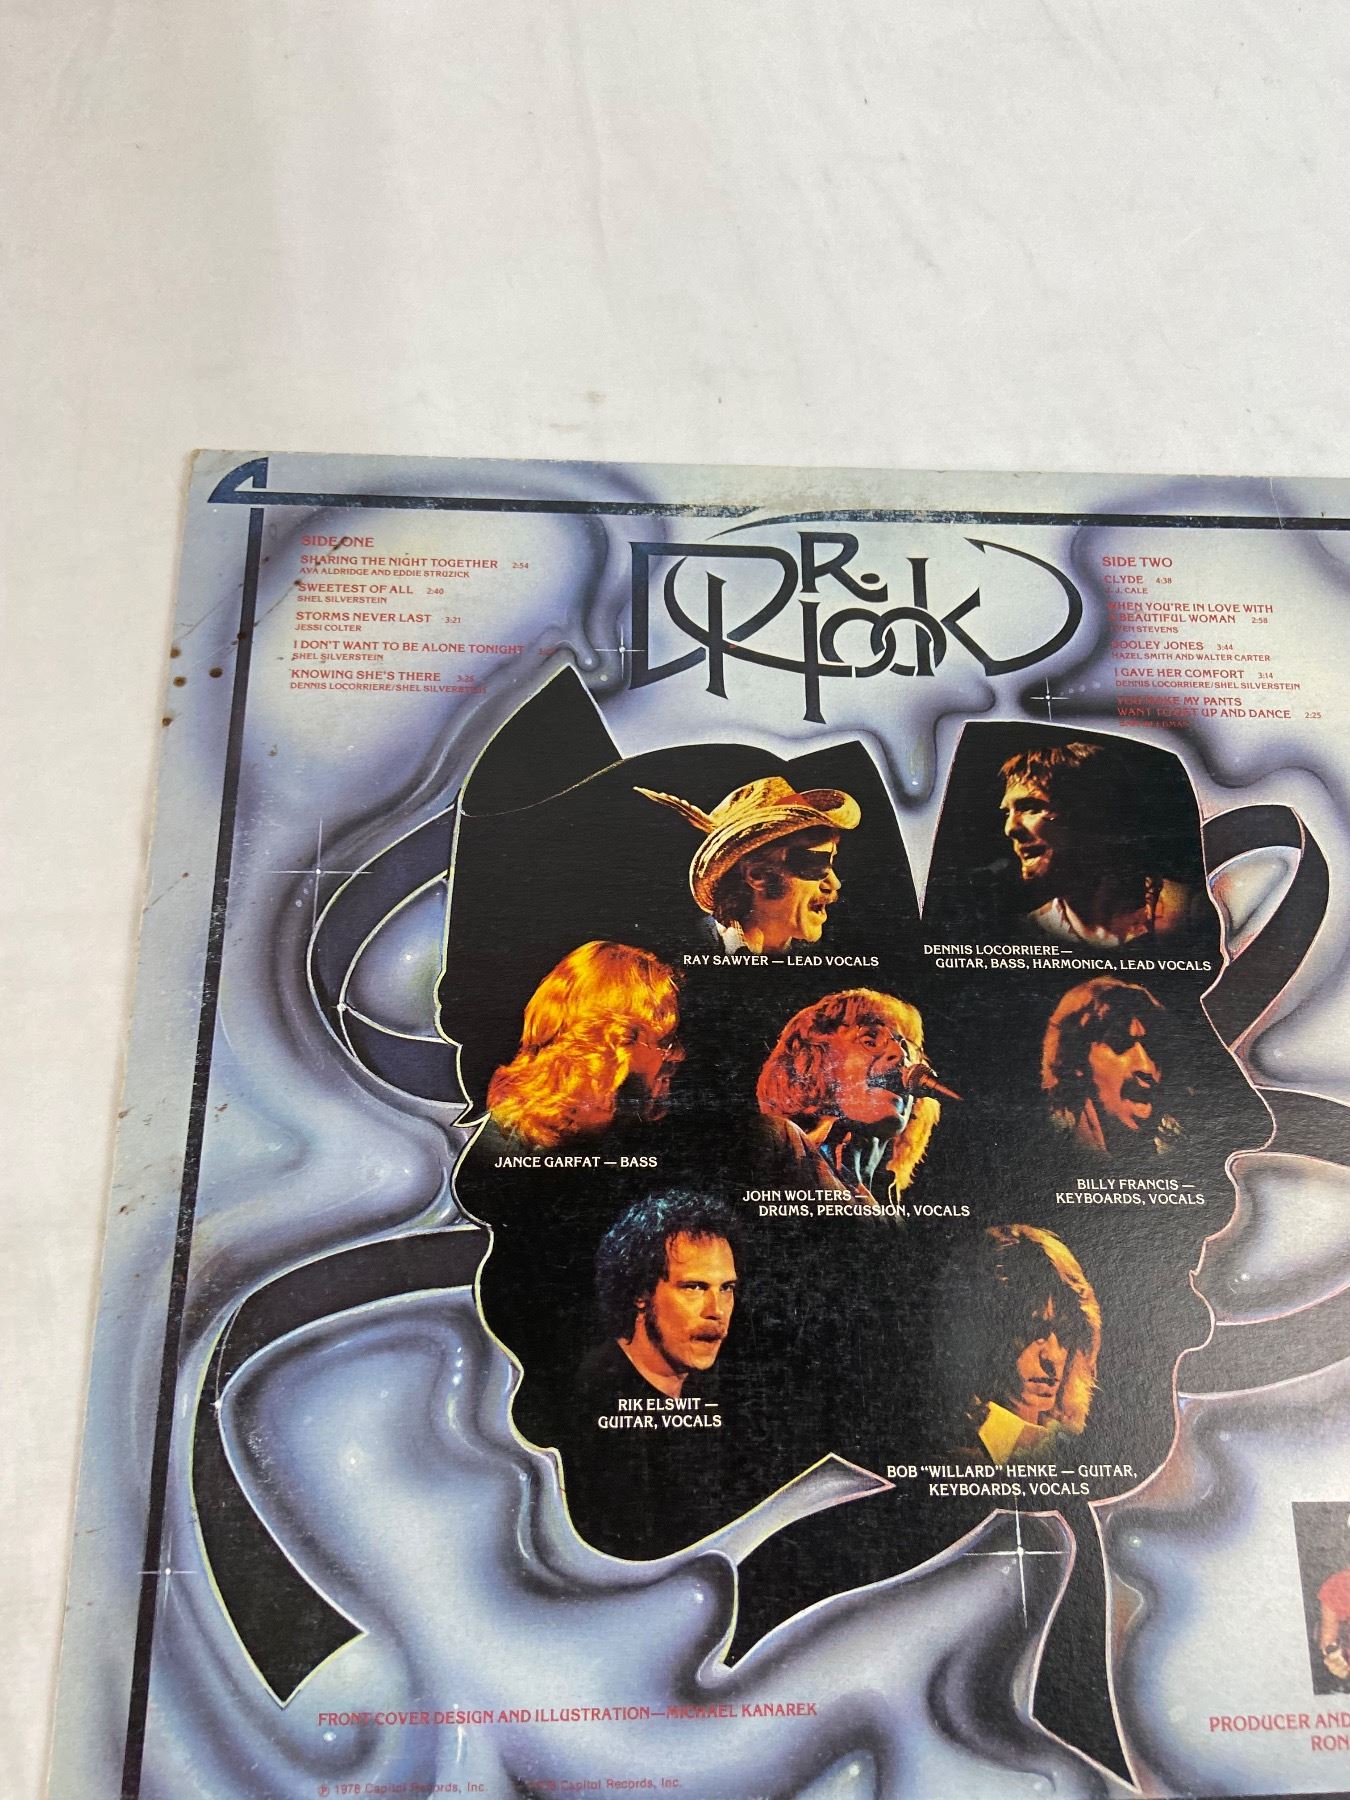 SIDE ONE
SHARING THE NIGHT TOGETHER 2:54
AVA ALDRIDGE AND EDDIE STRUZICK
SWEETEST OF ALL 2:40
SHEL SILVERSTEIN
STORMS NEVER LAST 3:21
JESSI COLTER
I DON'T WANT TO BE ALONE TONIGHT
SHEL SILVERSTEIN
KNOWING SHE'S THERE 3:28
DENNIS LOCORRIERE/SHEL SILVERSTEIN
DR. HOOK
SIDE TWO
CLYDE 4:38
J.J. CALE
WHEN YOU'RE IN LOVE WITH
A BEAUTIFUL WOMAN 2:58
EVEN STEVENS
DOOLEY JONES 3:44
HAZEL SMITH AND WALTER CARTER
I GAVE HER COMFORT 3:14
DENNIS LOCORRIERE/SHEL SILVERSTEIN
YOU MAKE MY PANTS
WANT TO GET UP AND DANCE 2:25
RAY SAWYER — LEAD VOCALS
DENNIS LOCORRIERE—
GUITAR, BASS, HARMONICA, LEAD VOCALS
JANCE GARFAT — BASS
JOHN WOLTERS —
DRUMS, PERCUSSION, VOCALS
BILLY FRANCIS —
KEYBOARDS, VOCALS
RIK ELSWIT —
GUITAR, VOCALS
BOB "WILLARD" HENKE — GUITAR,
KEYBOARDS, VOCALS
FRONT COVER DESIGN AND ILLUSTRATION—MICHAEL KANAREK
PRODUCER AND
RON
℗ 1978 Capitol Records, Inc. 1978 Capitol Records, Inc.